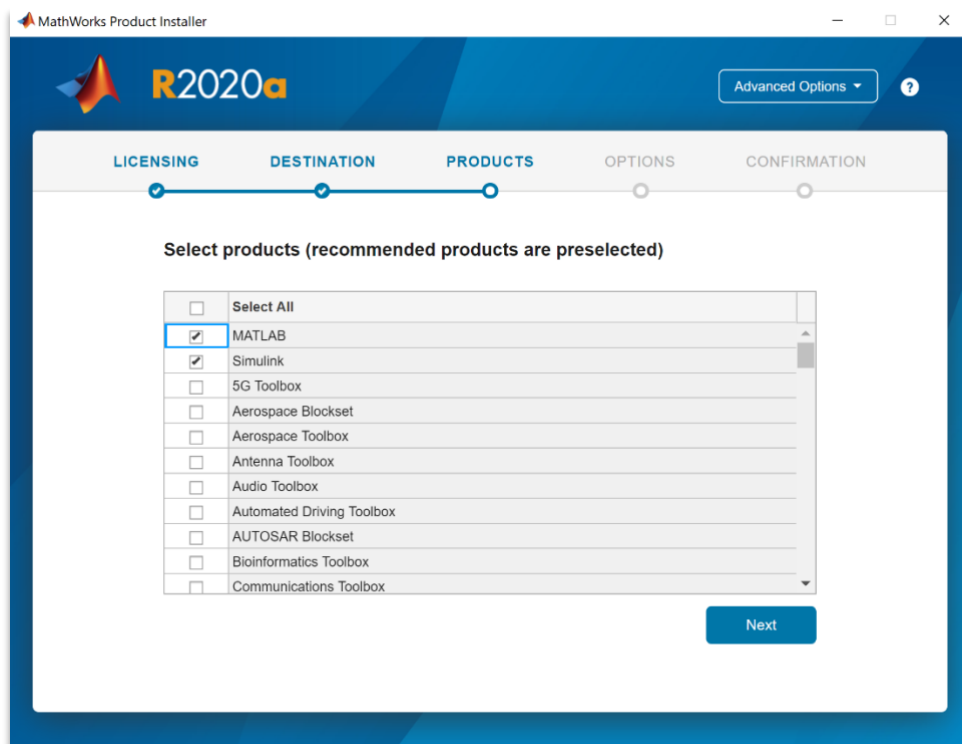 MathWorks Product Installer
R2020a
Advanced Options
?
LICENSING DESTINATION PRODUCTS OPTIONS CONFIRMATION
Select products (recommended products are preselected)
Select All
MATLAB
Simulink
5G Toolbox
Aerospace Blockset
Aerospace Toolbox
Antenna Toolbox
Audio Toolbox
Automated Driving Toolbox
AUTOSAR Blockset
Bioinformatics Toolbox
Communications Toolbox
Next